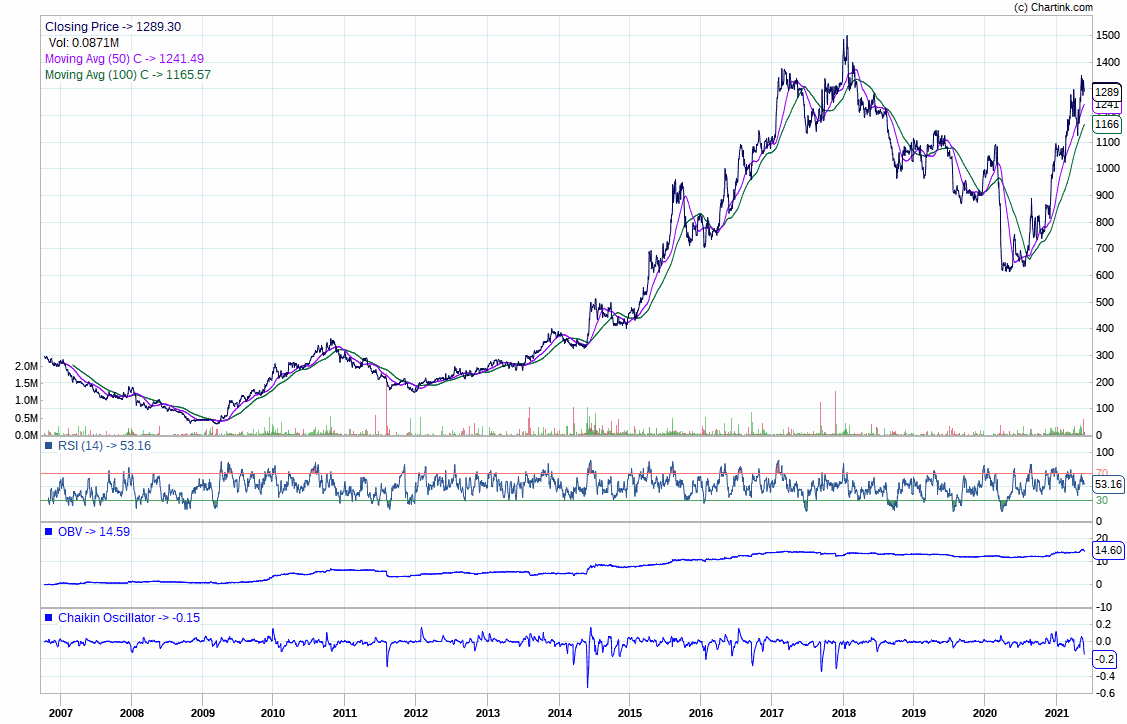 (c) Chartink.com
Closing Price -> 1289.30
Vol: 0.0871M
Moving Avg (50) C -> 1241.49
Moving Avg (100) C -> 1165.57
1500
1400
1289
1241
1166
1100
1000
900
800
700
600
500
400
300
200
100
0
2.0M
1.5M
1.0M
0.5M
0.0M
RSI (14) -> 53.16
100
70
53.16
30
0
OBV -> 14.59
20
14.60
10
0
-10
Chaikin Oscillator -> -0.15
0.2
0.0
-0.2
-0.4
-0.6
2007 2008 2009 2010 2011 2012 2013 2014 2015 2016 2017 2018 2019 2020 2021